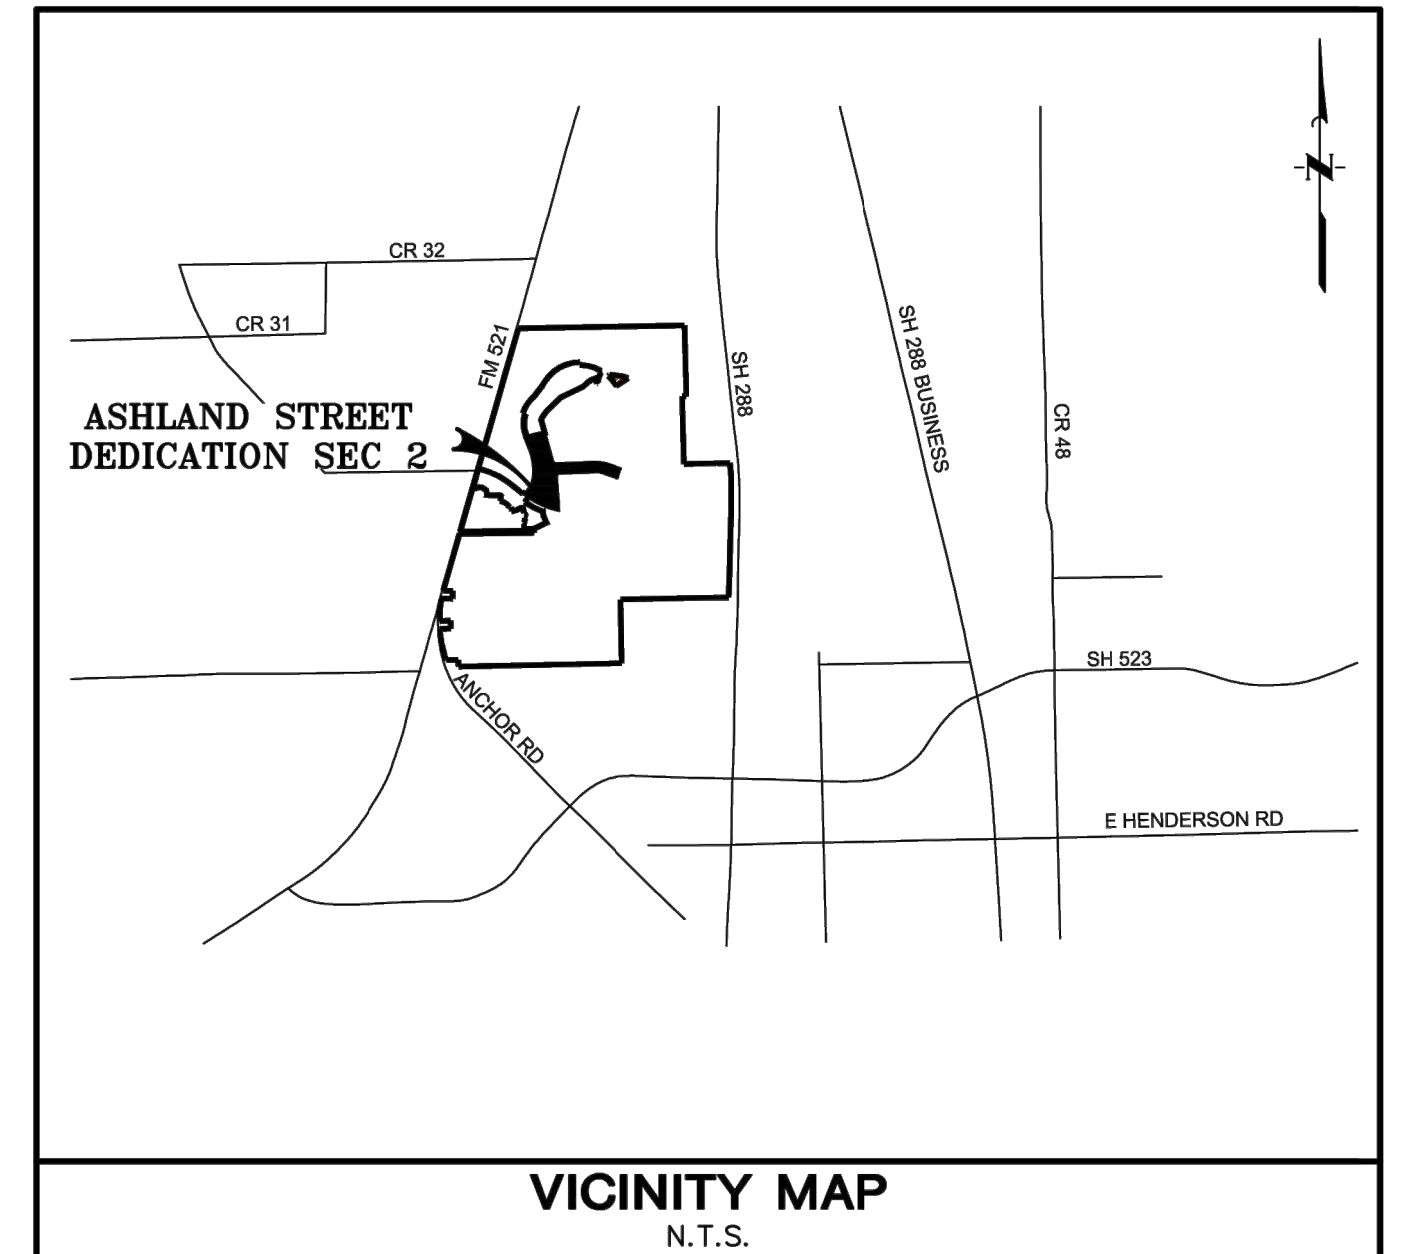 N
CR 32
CR 31
FM 521
SH 288
SH 288 BUSINESS
CR 48
ASHLAND STREET
DEDICATION SEC 2
SH 523
ANCHOR RD
E HENDERSON RD
VICINITY MAP
N.T.S.